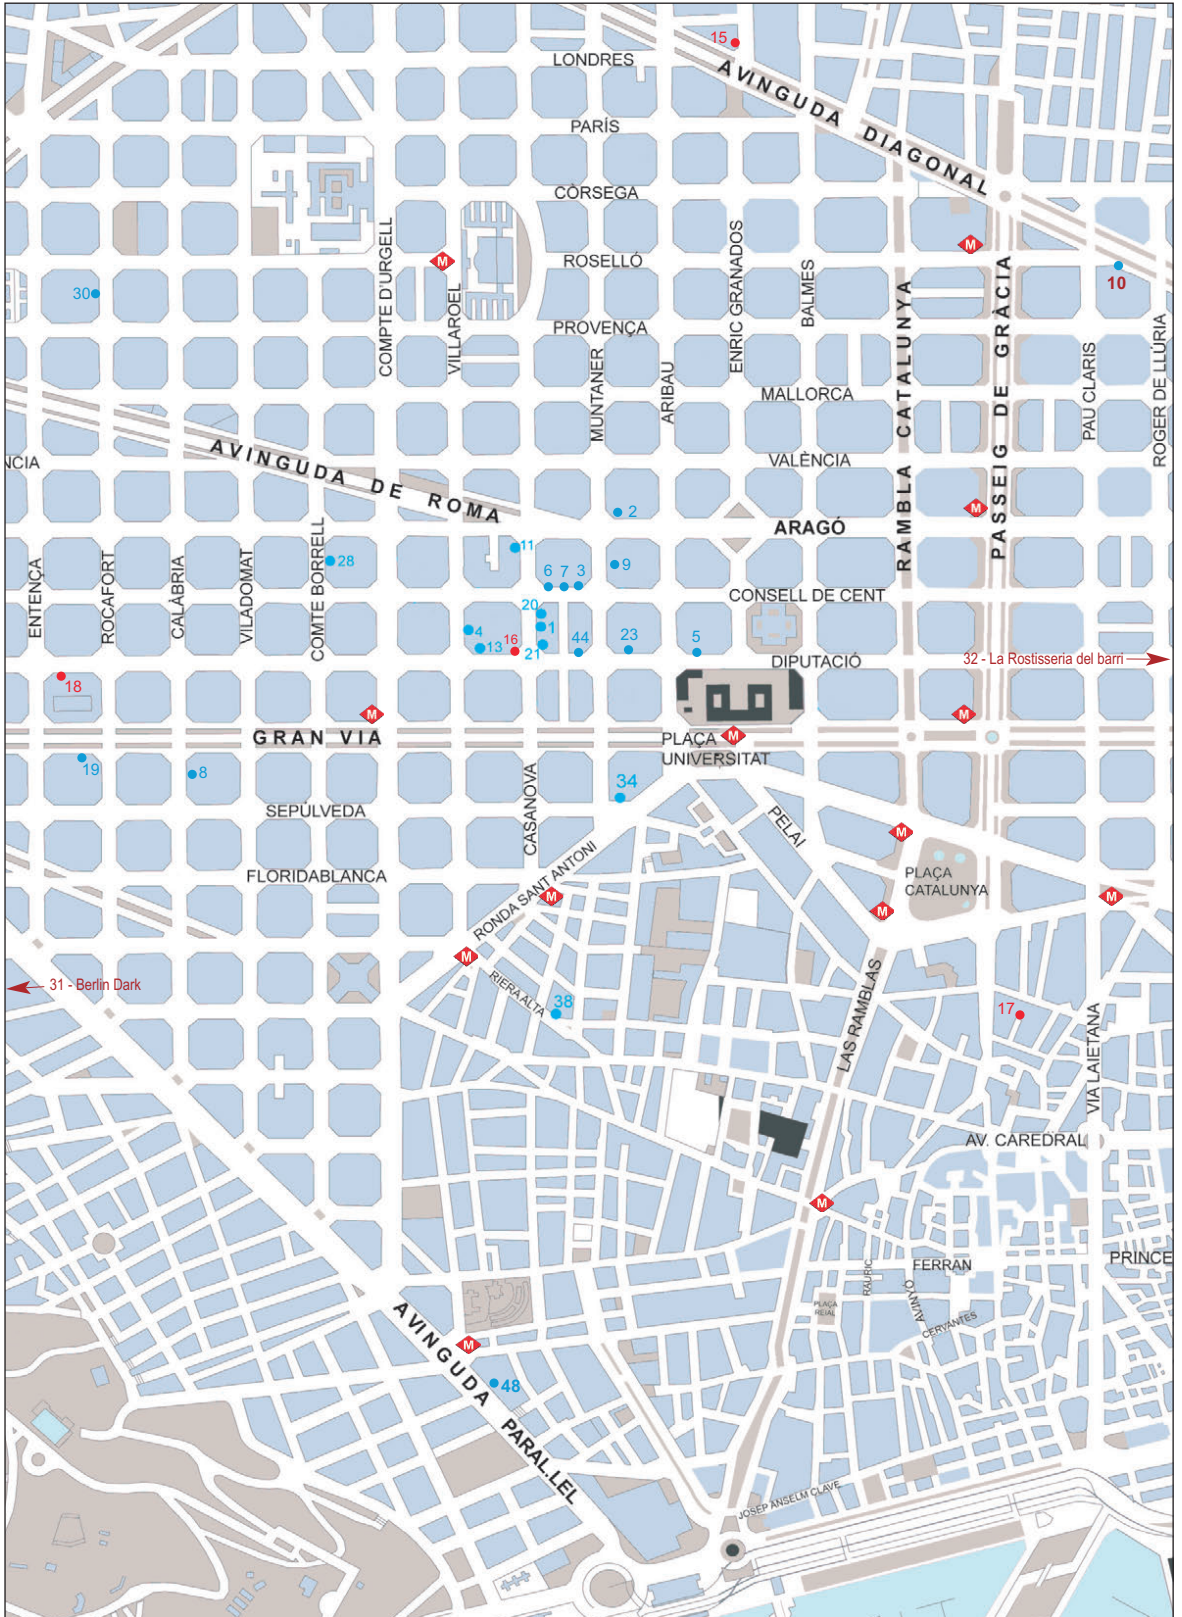 15
LONDRES
AVINGUDA DIAGONAL
PARÍS
CÒRSEGA
COMPTE D'URGELL
M
VILLAROEL
ROSELLÓ
ENRIC GRANADOS
BALMES
M
RAMBLA CATALUNYA
PASSEIG DE GRÀCIA
10
30
PROVENÇA
MUNTANER
ARIBAU
MALLORCA
PAU CLARIS
ROGER DE LLÚRIA
NCIA
AVINGUDA DE ROMA
VALÈNCIA
2
M
ARAGÓ
11
28
9
6 7 3
ENTENÇA
ROCAFORT
CALÀBRIA
VILADOMAT
COMTE BORRELL
CONSELL DE CENT
20
4
1
16
13
21
44
23
5
DIPUTACIÓ
32 - La Rostisseria del barri
18
M
M
GRAN VIA
PLAÇA
UNIVERSITAT
M
19
8
34
SEPÚLVEDA
CASANOVA
PELAI
M
FLORIDABLANCA
PLAÇA
CATALUNYA
RONDA SANT ANTONI
M
M
M
M
31 - Berlin Dark
RIERA ALTA
38
LAS RAMBLAS
17
VIA LAIETANA
AV. CAREDRAL
M
FERRAN
PRINCE
RAURIC
AVINYÓ
PLAÇA
REIAL
CERVANTES
AVINGUDA PARAL.LEL
M
48
JOSEP ANSELM CLAVE